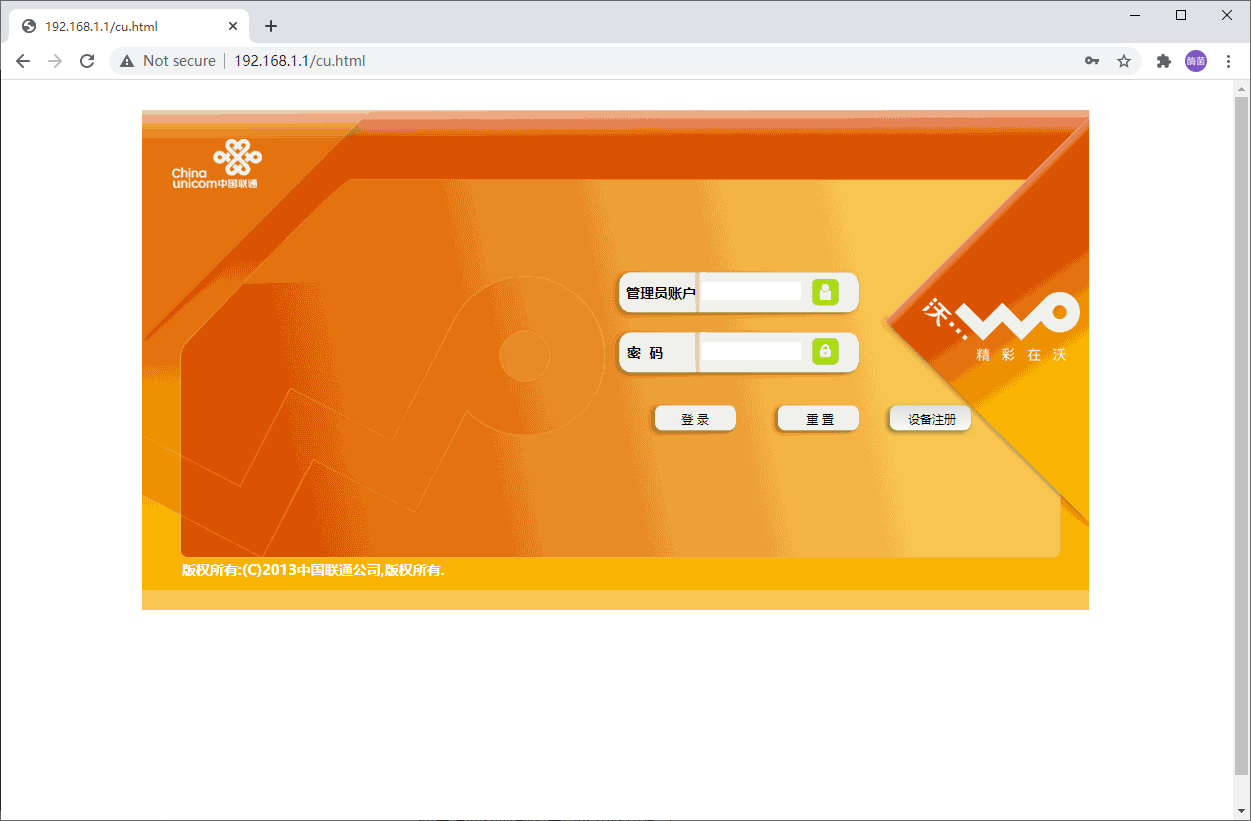 192.168.1.1/cu.html
Not secure
192.168.1.1/cu.html
酶菌
China
unicom中国联通
管理员账户
密 码
沃...
WO
精彩在沃
登 录
重 置
设备注册
版权所有:(C)2013中国联通公司,版权所有.